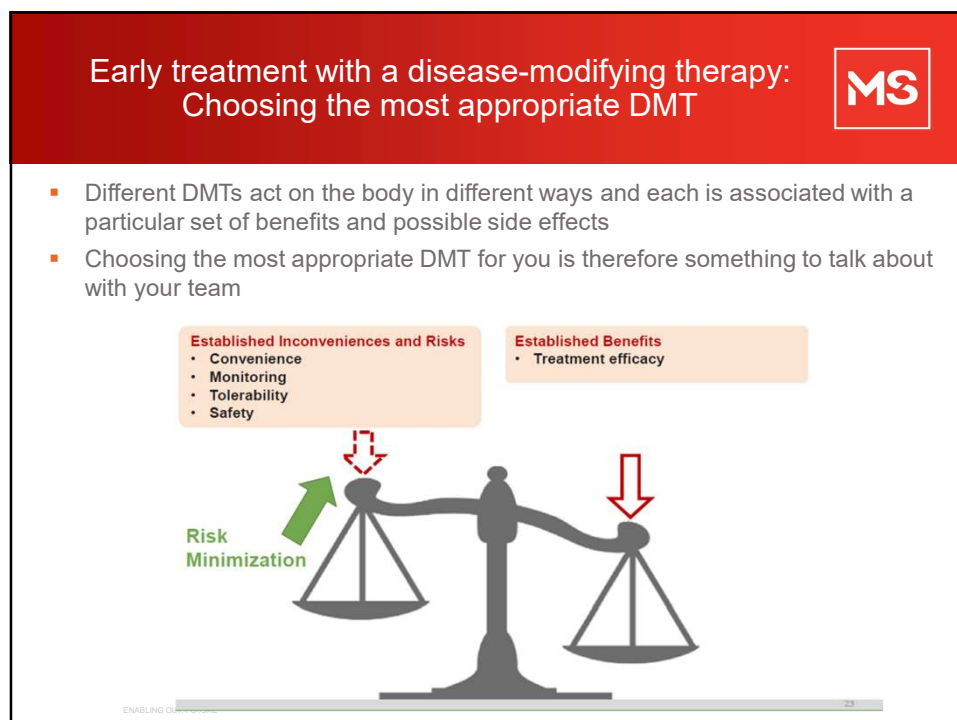 Early treatment with a disease-modifying therapy:
Choosing the most appropriate DMT
MS
▪ Different DMTs act on the body in different ways and each is associated with a
particular set of benefits and possible side effects
▪ Choosing the most appropriate DMT for you is therefore something to talk about
with your team
Established Inconveniences and Risks
• Convenience
• Monitoring
• Tolerability
• Safety
Established Benefits
• Treatment efficacy
Risk
Minimization
ENABLING
23